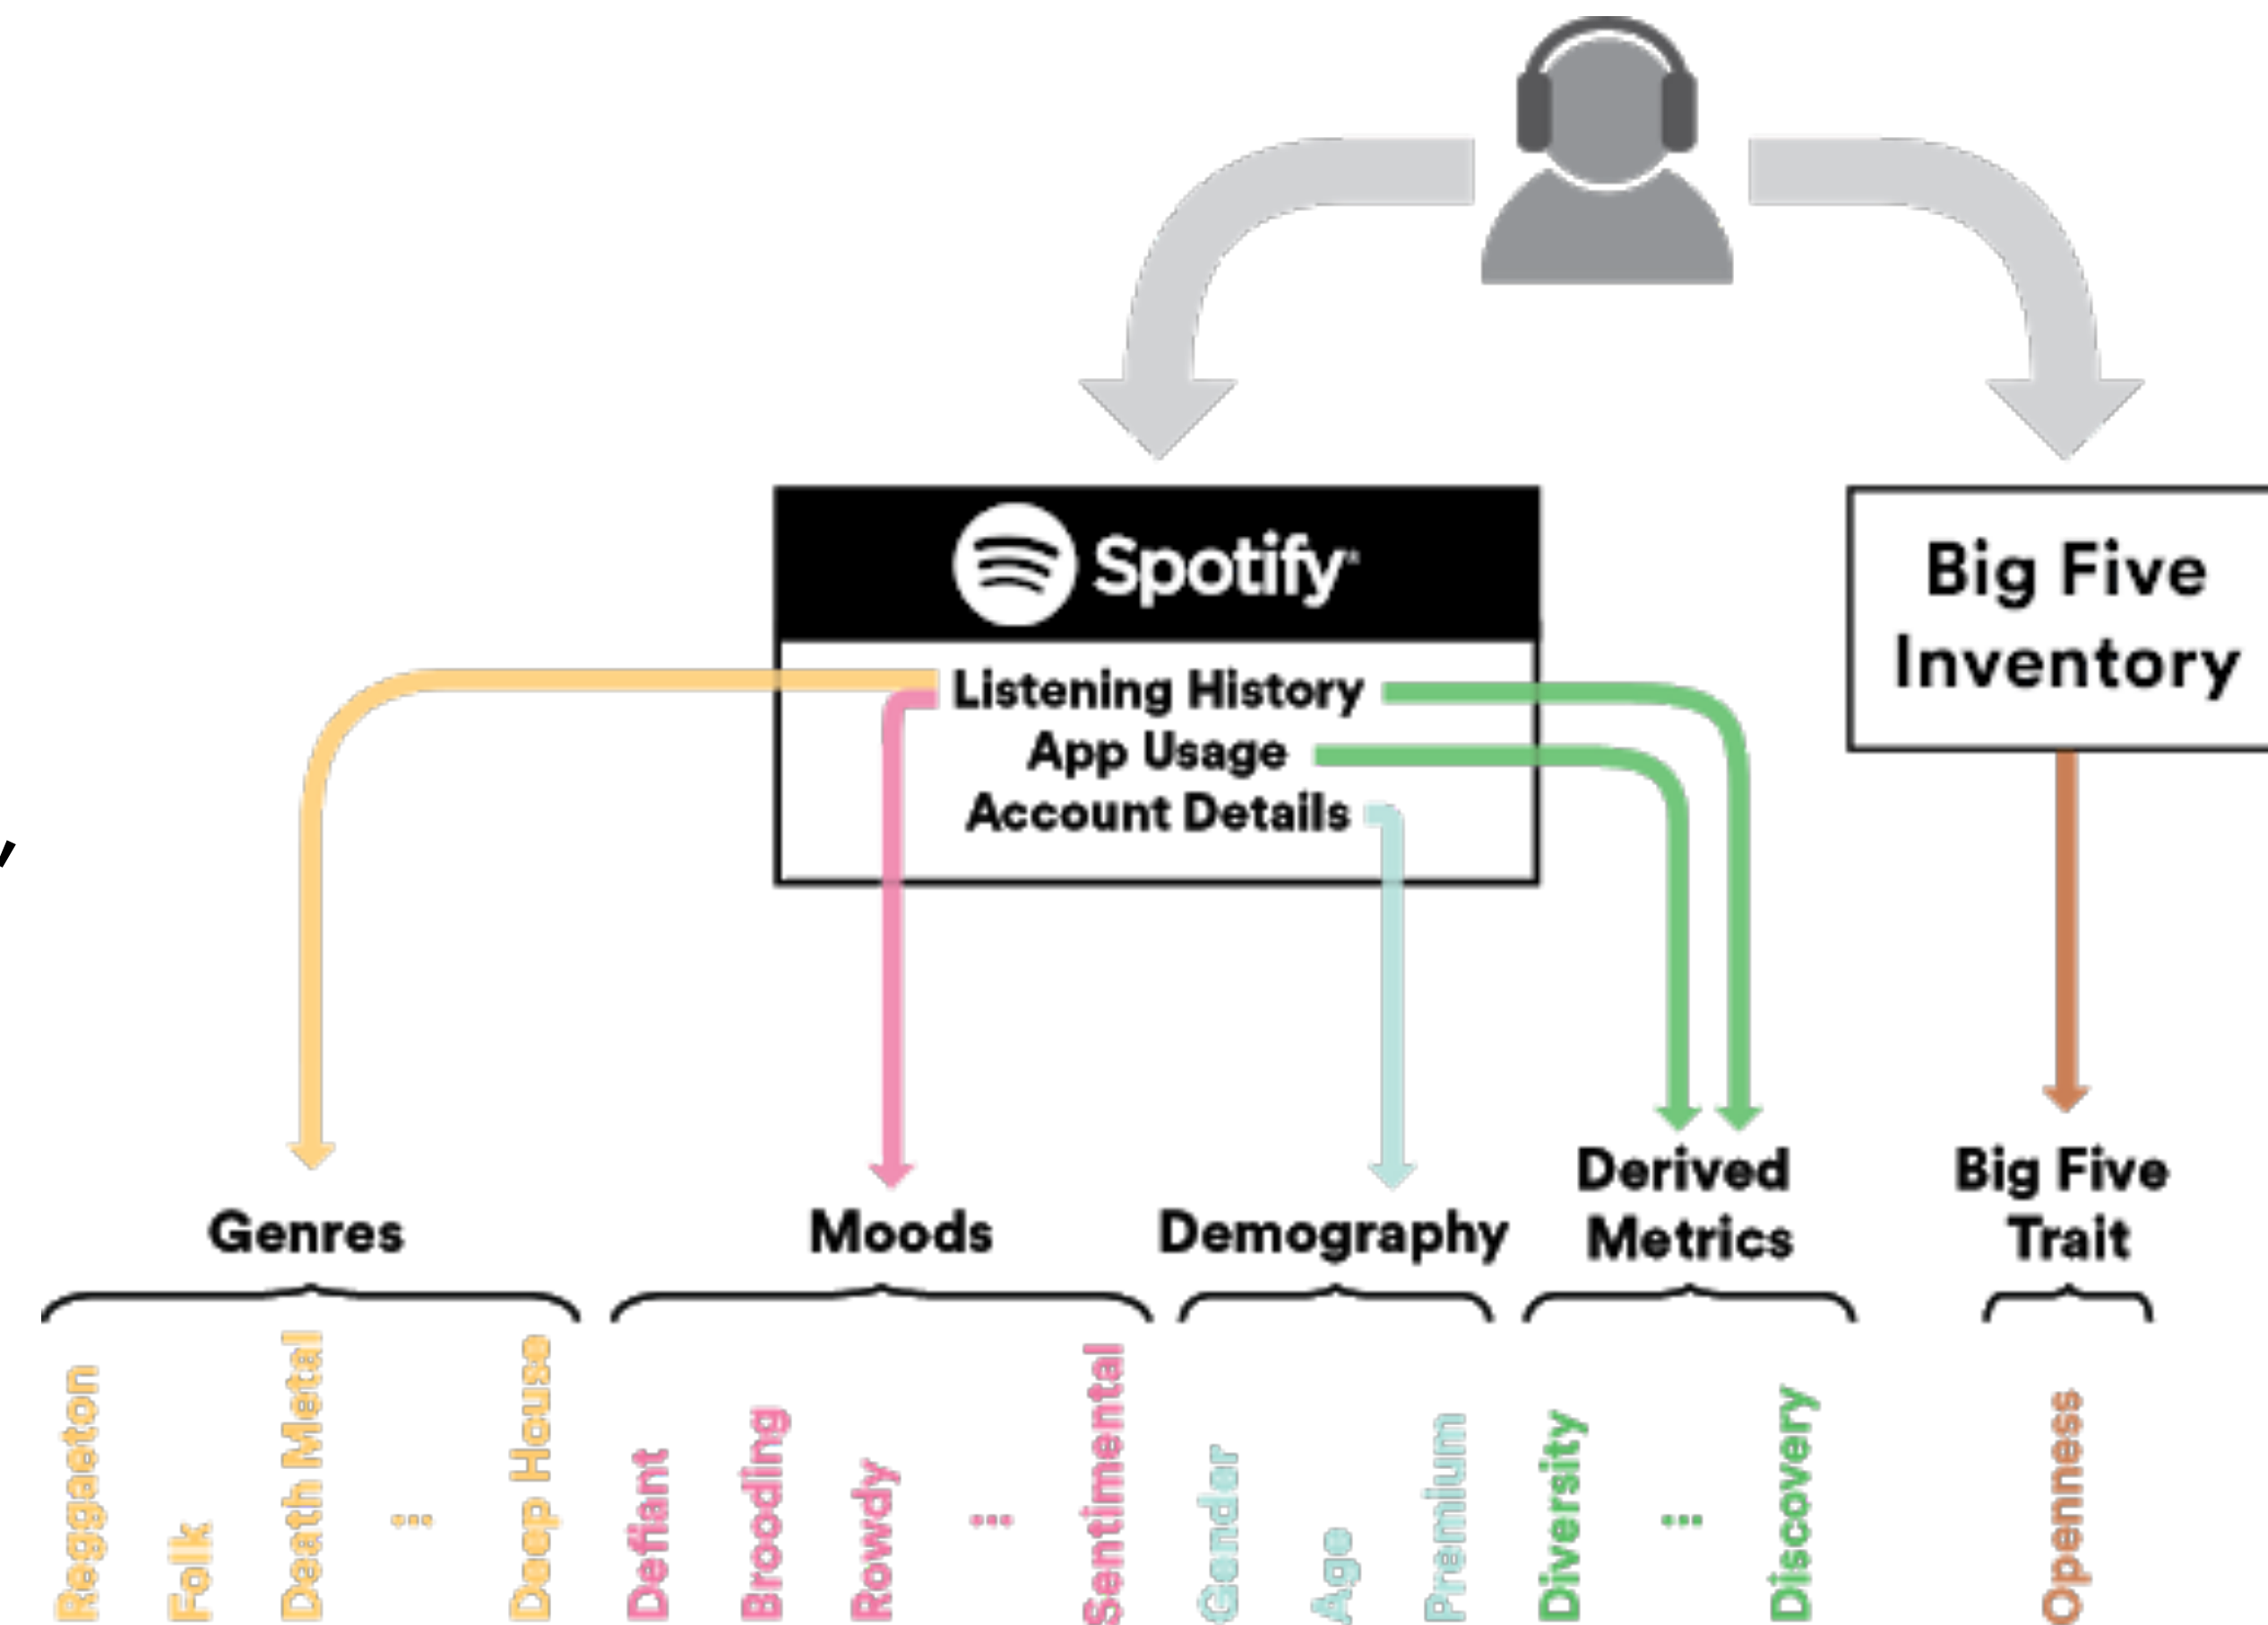 Spotify®
Big Five
Inventory
Listening History
App Usage
Account Details
,
Genres
Moods
Demography
Derived
Metrics
Big Five
Trait
Reggaeton
Folk
Death Metal
...
Deep House
Defiant
Brooding
Rowdy
...
Sentimental
Gender
Age
Premium
Diversity
...
Discovery
Openness